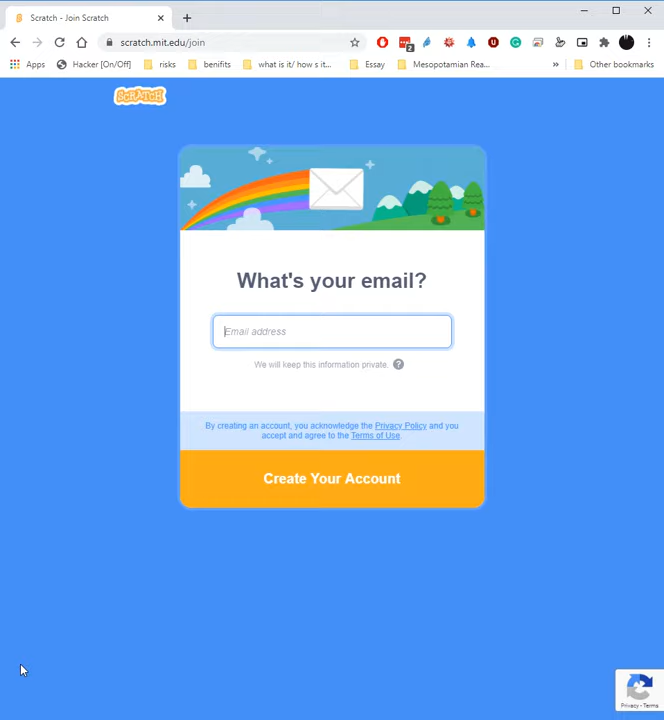 Scratch - Join Scratch
scratch.mit.edu/join
2
Apps
Hacker [On/Off]
risks
benifits
what is it/ how s it...
Essay
Mesopotamian Rea...
»
Other bookmarks
SCRATCH
What's your email?
Email address
We will keep this information private. ?
By creating an account, you acknowledge the Privacy Policy and you
accept and agree to the Terms of Use.
Create Your Account
Privacy - Terms